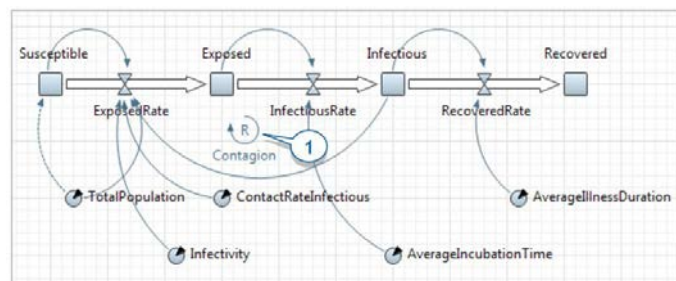 Susceptible
Exposed
Infectious
Recovered
ExposedRate
InfectiousRate
RecoveredRate
R
1
Contagion
TotalPopulation
ContactRateInfectious
AverageIllnessDuration
Infectivity
AverageIncubationTime